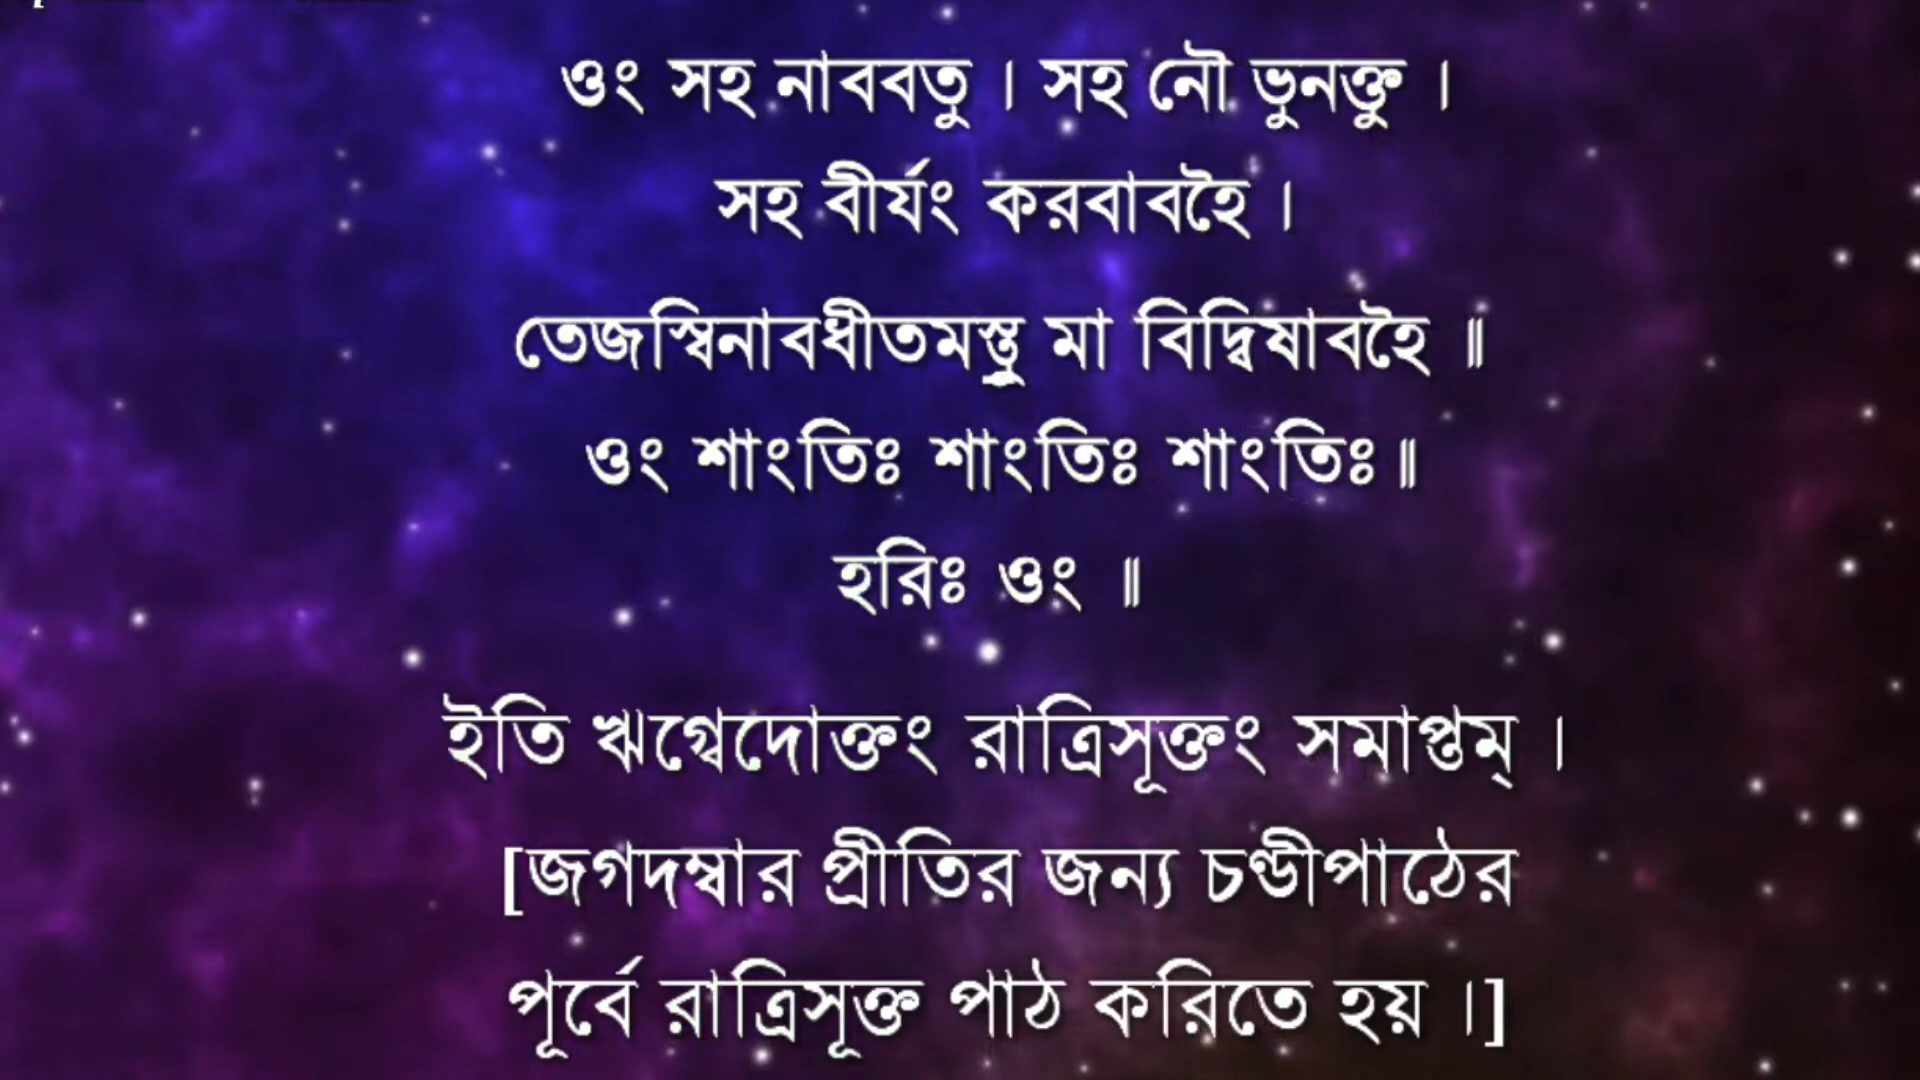 ওং সহ নাববতু । সহ নৌ ভুনক্তু ।
সহ বীর্যং করবাবহৈ ।
তেজস্বিনাবধীতমস্তু মা বিদ্বিষাবহৈ ॥
ওং শাংতিঃ শাংতিঃ শাংতিঃ ॥
হরিঃ ওং ॥
ইতি ঋগ্বেদোক্তং রাত্রিসূক্তং সমাপ্তম্ ।
[জগদম্বার প্রীতির জন্য চণ্ডীপাঠের
পূর্বে রাত্রিসূক্ত পাঠ করিতে হয় ।]